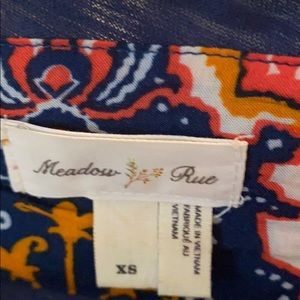 Meadow Rue
XS
MADE IN VIETNAM
FABRIQUÉ AU
VIETNAM